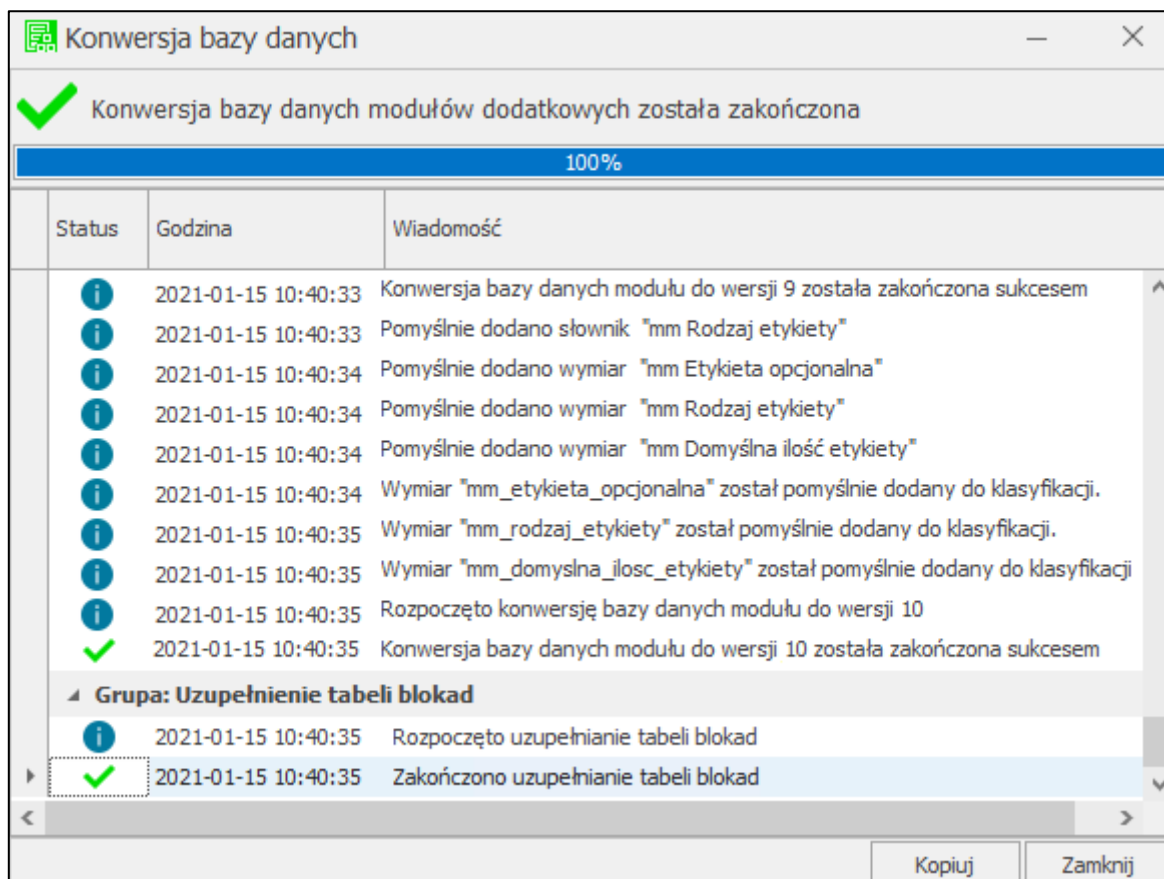 Konwersja bazy danych
Konwersja bazy danych modułów dodatkowych została zakończona
100%
Status Godzina Wiadomość
2021-01-15 10:40:33 Konwersja bazy danych modułu do wersji 9 została zakończona sukcesem
2021-01-15 10:40:33 Pomyślnie dodano słownik "mm Rodzaj etykiety"
2021-01-15 10:40:34 Pomyślnie dodano wymiar "mm Etykieta opcjonalna"
2021-01-15 10:40:34 Pomyślnie dodano wymiar "mm Rodzaj etykiety"
2021-01-15 10:40:34 Pomyślnie dodano wymiar "mm Domyślna ilość etykiety"
2021-01-15 10:40:34 Wymiar "mm_etykieta_opcjonalna" został pomyślnie dodany do klasyfikacji.
2021-01-15 10:40:35 Wymiar "mm_rodzaj_etykiety" został pomyślnie dodany do klasyfikacji.
2021-01-15 10:40:35 Wymiar "mm_domyslna_ilosc_etykiety" został pomyślnie dodany do klasyfikacji
2021-01-15 10:40:35 Rozpoczęto konwersję bazy danych modułu do wersji 10
2021-01-15 10:40:35 Konwersja bazy danych modułu do wersji 10 została zakończona sukcesem
Grupa: Uzupełnienie tabeli blokad
2021-01-15 10:40:35 Rozpoczęto uzupełnianie tabeli blokad
2021-01-15 10:40:35 Zakończono uzupełnianie tabeli blokad
Kopiuj Zamknij